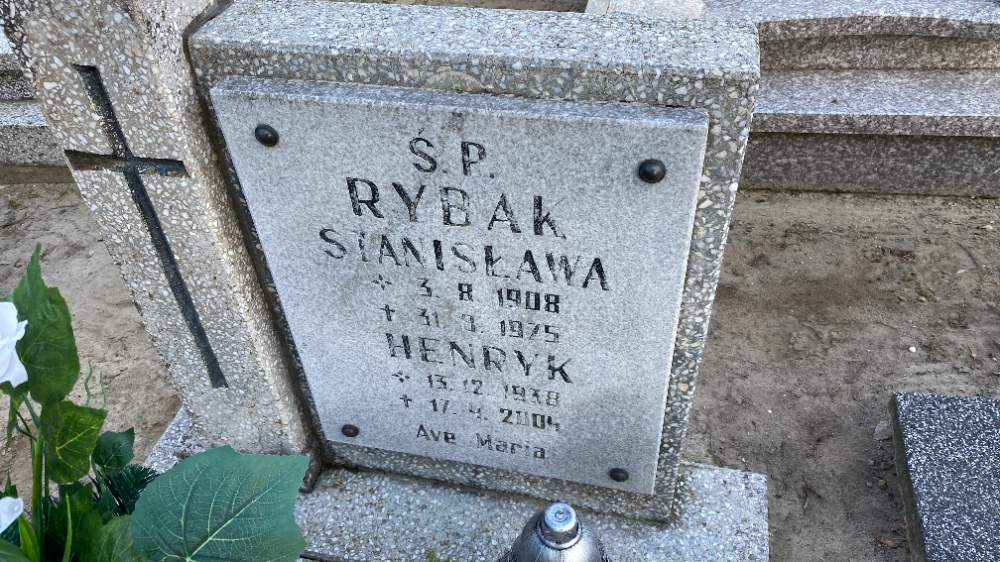 Ś.P.
RYBAK
STANISŁAWA
* 3. 8. 1908
+ 31. 3. 1975
HENRYK
* 13. 12. 1938
+ 17. 4. 2004
Ave Maria